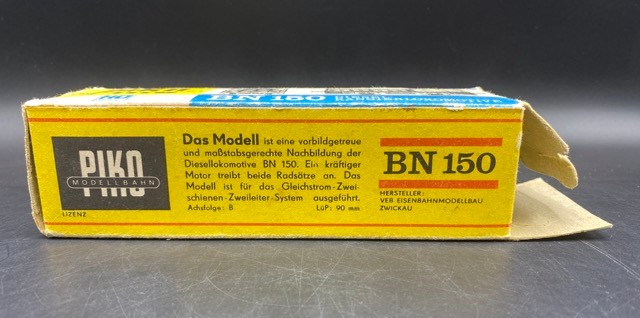 BN 150
PIKO
MODELLBAHN
LIZENZ
Das Modell ist eine vorbildgetreue
und maßstabsgerechte Nachbildung der
Diesellokomotive BN 150. Ein kräftiger
Motor treibt beide Radsätze an. Das
Modell ist für das Gleichstrom-Zwei-
schienen-Zweileiter-System ausgeführt.
Achsfolge: B LüP: 90 mm
BN 150
HERSTELLER:
VEB EISENBAHNMODELLBAU
ZWICKAU